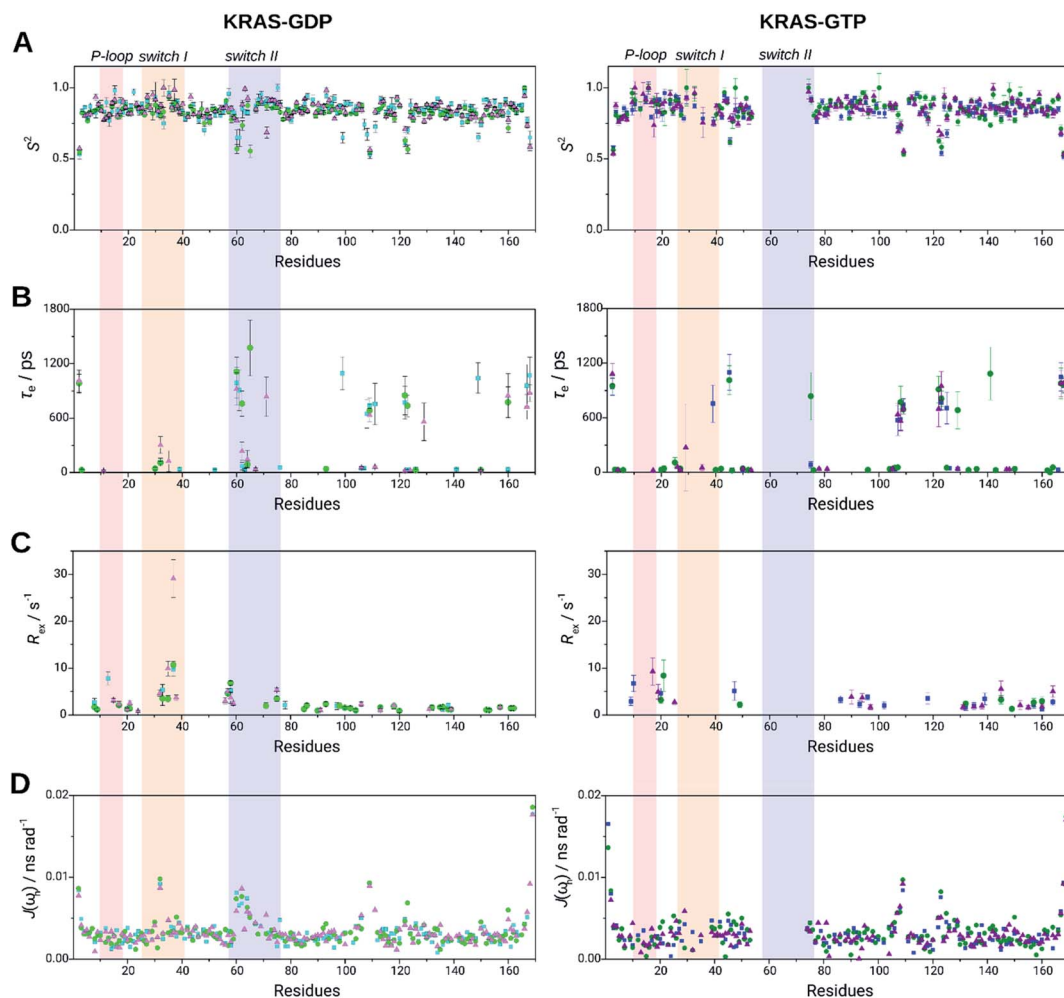 KRAS-GDP KRAS-GTP
A
P-loop switch I switch II P-loop switch I switch II
S² 1.0 0.5 0.0 S² 1.0 0.5 0.0
20 40 60 80 100 120 140 160 20 40 60 80 100 120 140 160
Residues Residues
B
τe / ps 1800 1200 600 0 τe / ps 1800 1200 600 0
20 40 60 80 100 120 140 160 20 40 60 80 100 120 140 160
Residues Residues
C
Rex / s⁻¹ 30 20 10 0 Rex / s⁻¹ 30 20 10 0
20 40 60 80 100 120 140 160 20 40 60 80 100 120 140 160
Residues Residues
D
J(ωh) / ns rad⁻¹ 0.02 0.01 0.00 J(ωh) / ns rad⁻¹ 0.02 0.01 0.00
20 40 60 80 100 120 140 160 20 40 60 80 100 120 140 160
Residues Residues